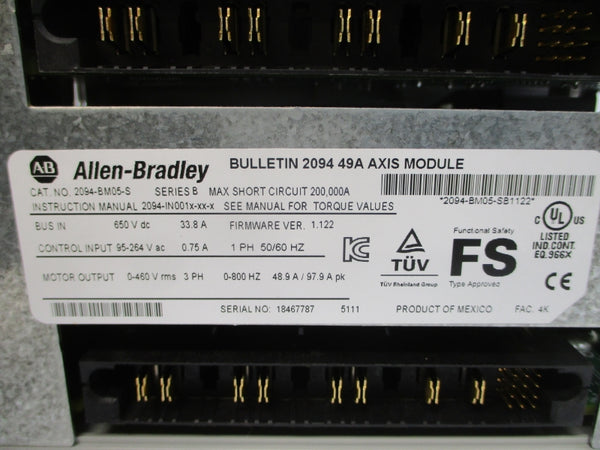 AB Allen-Bradley BULLETIN 2094 49A AXIS MODULE
CAT. NO. 2094-BM05-S SERIES B MAX SHORT CIRCUIT 200,000A
INSTRUCTION MANUAL 2094-IN001x-xx-x SEE MANUAL FOR TORQUE VALUES
*2094-BM05-SB1122*
BUS IN 650 V dc 33.8 A FIRMWARE VER. 1.122
CONTROL INPUT 95-264 V ac 0.75 A 1 PH 50/60 HZ
MOTOR OUTPUT 0-460 V rms 3 PH 0-800 HZ 48.9 A / 97.9 A pk
SERIAL NO: 18467787 5111 PRODUCT OF MEXICO FAC. 4K
KC
TÜV
TÜV Rheinland Group
Functional Safety
FS
Type Approved
C UL US
LISTED
IND.CONT.
EQ.966X
CE